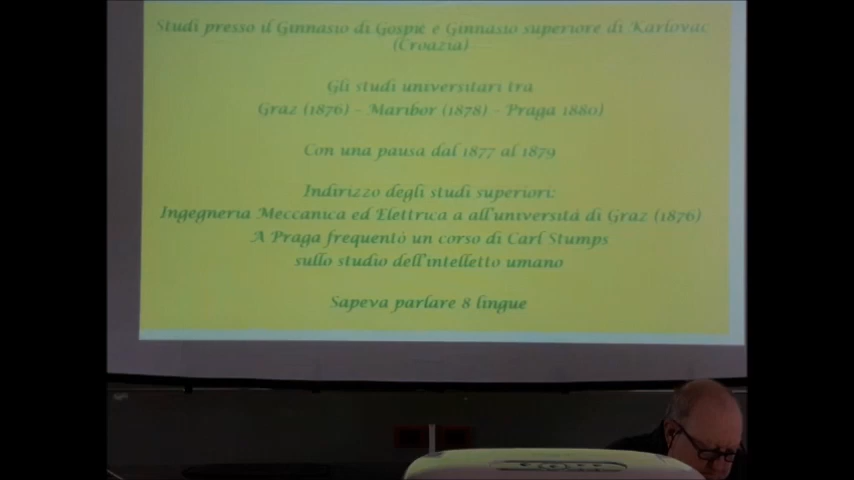 Studi presso il Ginnasio di Gospić e Ginnasio superiore di Karlovac
(Croazia)
Gli studi universitari tra
Graz (1876) - Maribor (1878) - Praga 1880)
Con una pausa dal 1877 al 1879
Indirizzo degli studi superiori:
Ingegneria Meccanica ed Elettrica a all'università di Graz (1876)
A Praga frequentò un corso di Carl Stumps
sullo studio dell'intelletto umano
Sapeva parlare 8 lingue